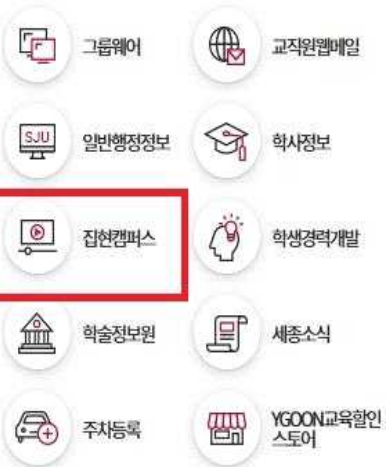 그룹웨어
교직원웹메일
SJU
일반행정정보
학사정보
집현캠퍼스
학생경력개발
학술정보원
세종소식
주차등록
YGOON교육할인
스토어